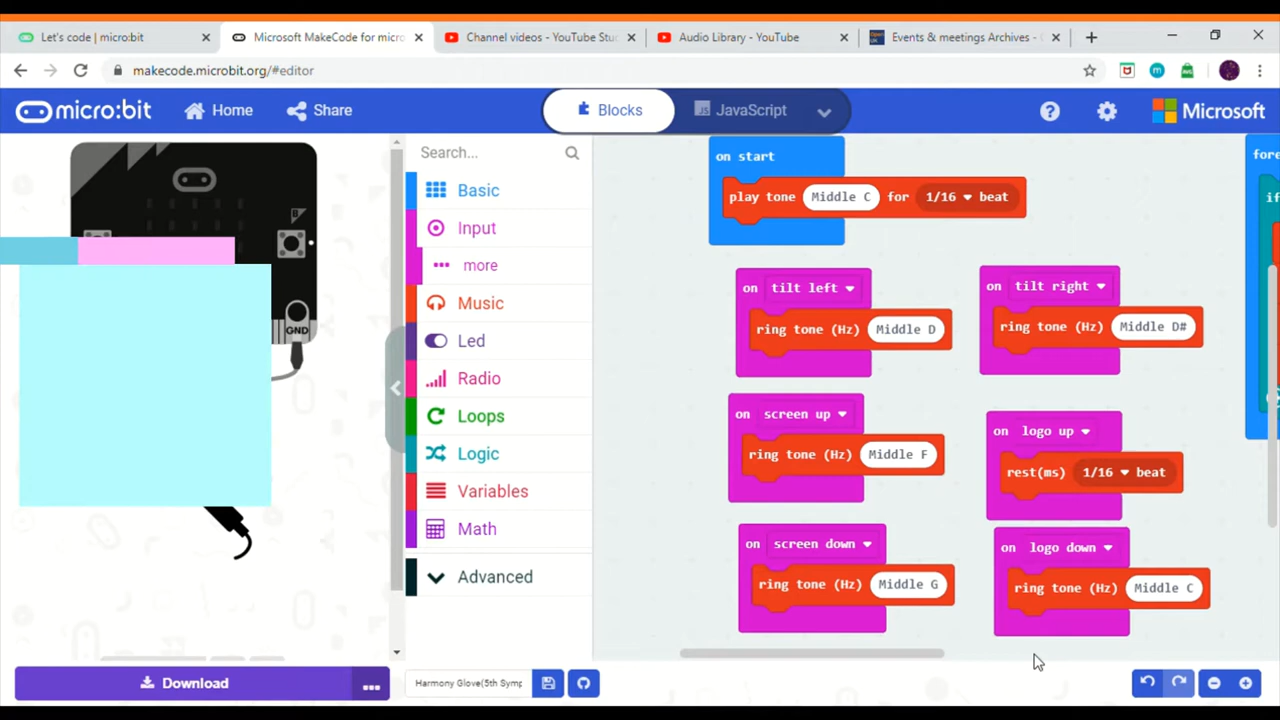 Let's code | micro:bit
Microsoft MakeCode for micro
Channel videos - YouTube Stu
Audio Library - YouTube
Events & meetings Archives -
makecode.microbit.org/#editor
micro:bit
Home
Share
Blocks
JS JavaScript
Microsoft
Search...
Basic
Input
more
Music
Led
Radio
Loops
Logic
Variables
Math
Advanced
B
GND
on start
play tone Middle C for 1/16 beat
on tilt left
ring tone (Hz) Middle D
on tilt right
ring tone (Hz) Middle D#
on screen up
ring tone (Hz) Middle F
on logo up
rest(ms) 1/16 beat
on screen down
ring tone (Hz) Middle G
on logo down
ring tone (Hz) Middle C
fore
if
Download
Harmony Glove(5th Symp